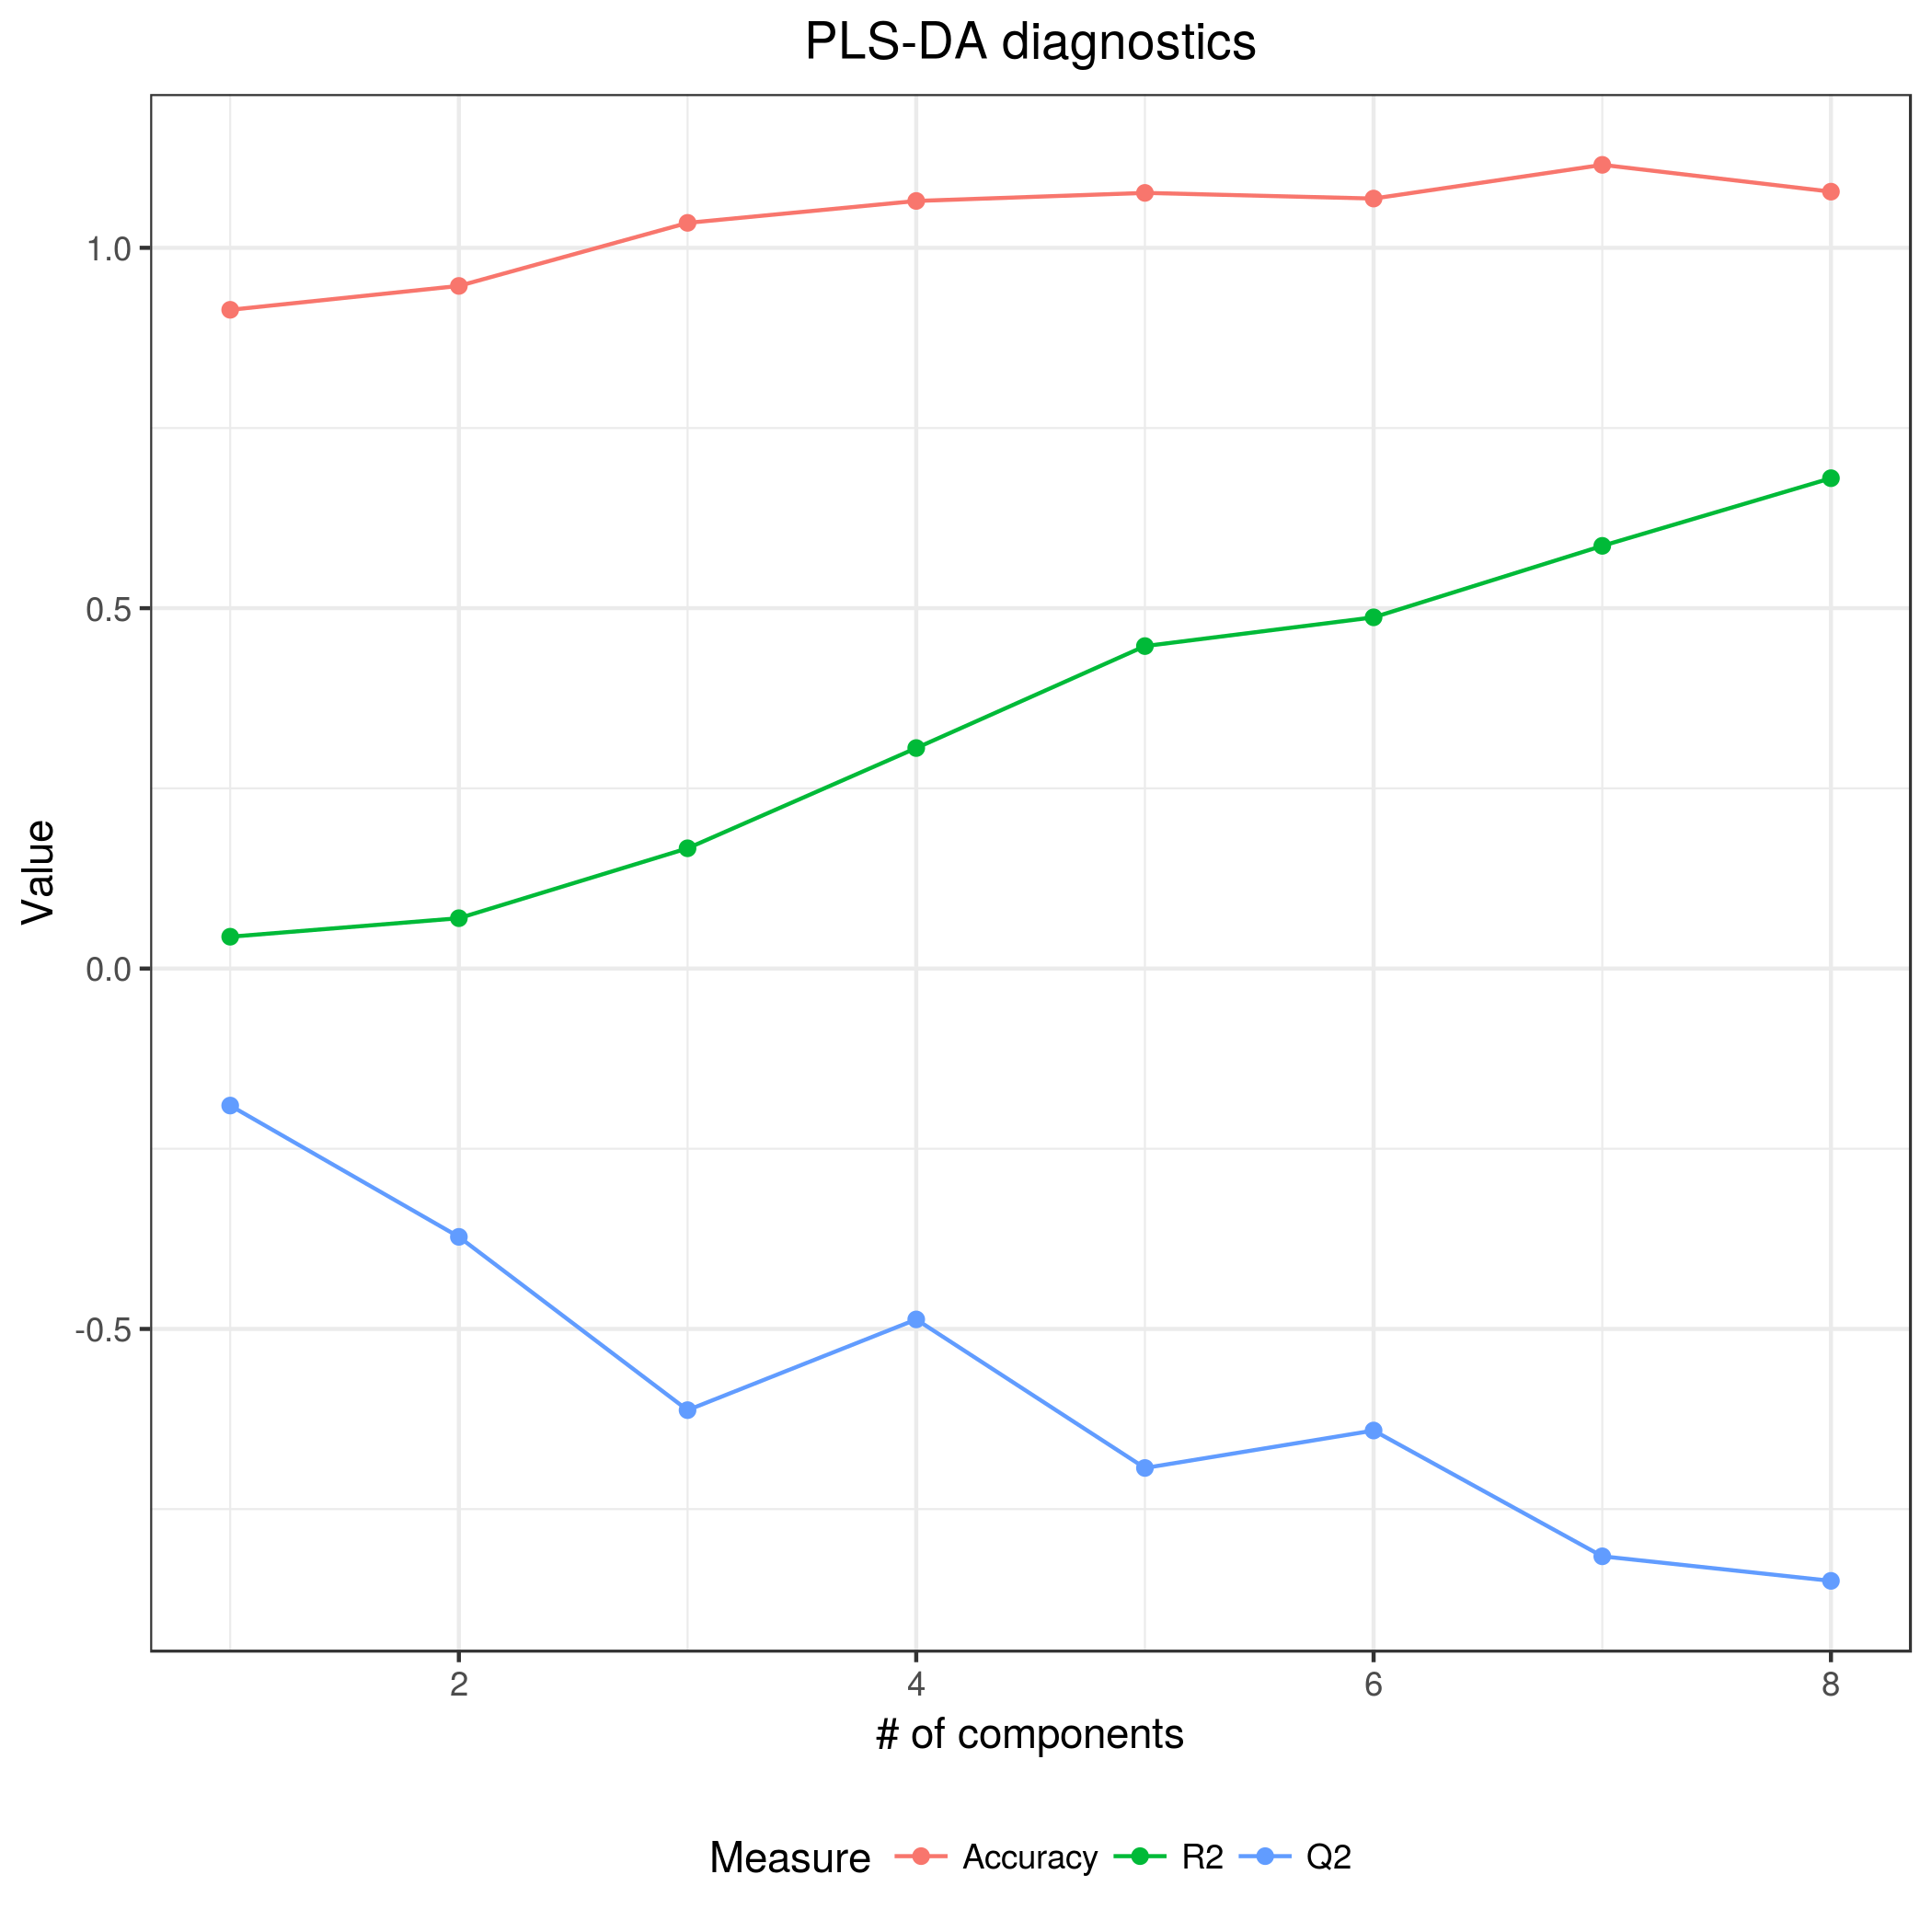 PLS-DA diagnostics
Value
1.0
0.5
0.0
-0.5
2 4 6 8
# of components
Measure Accuracy R2 Q2